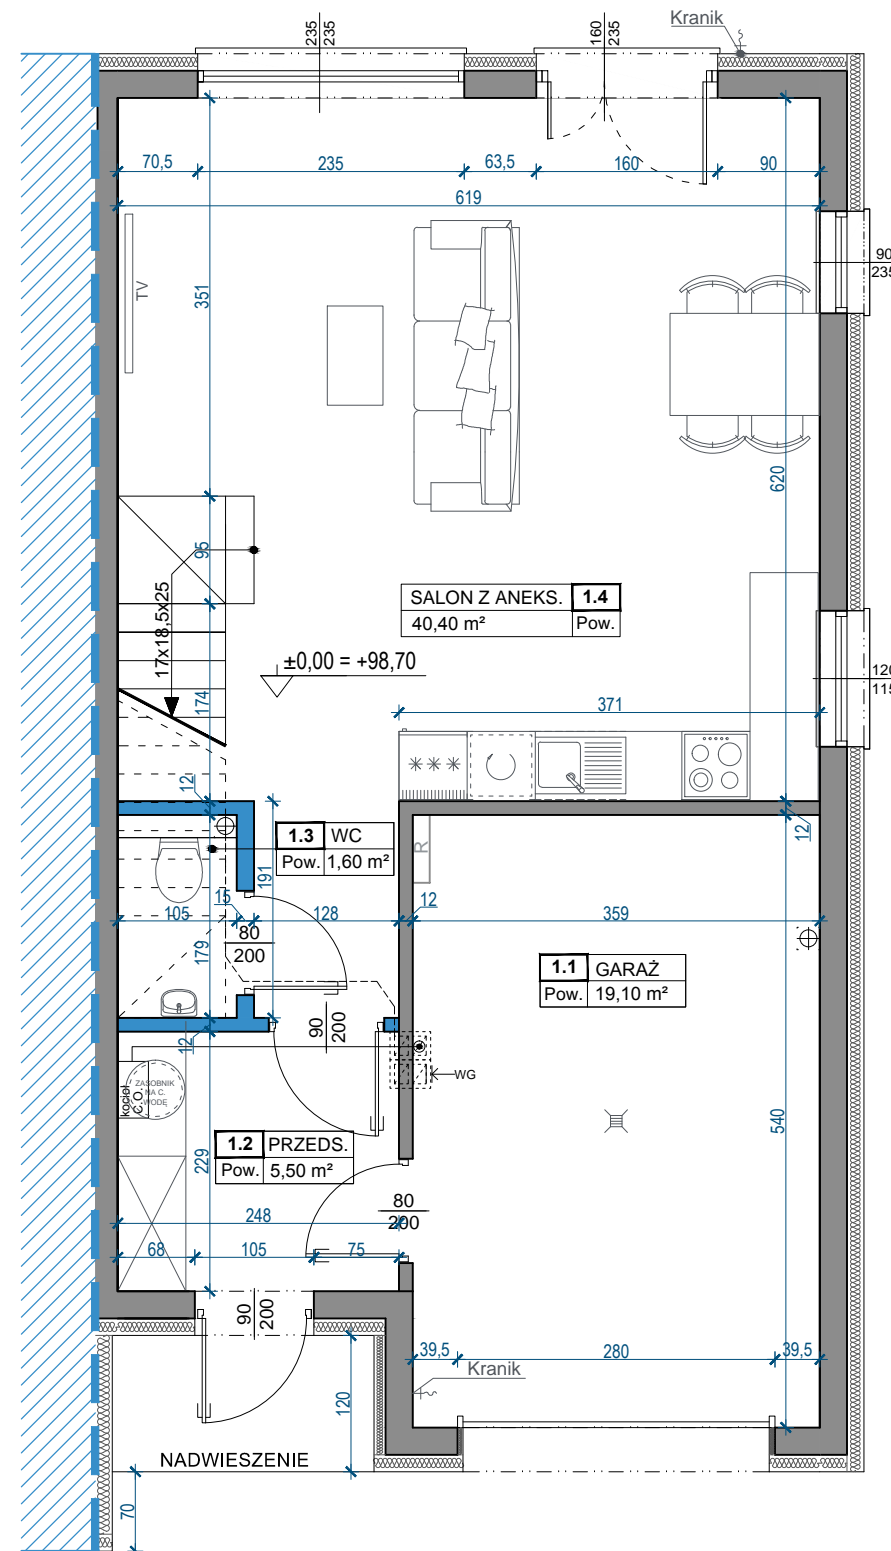 Kranik
235
235
160
235
70,5
235
63,5
160
90
619
90
235
TV
351
620
95
17x18,5x25
SALON Z ANEKS. 1.4
40,40 m² Pow.
±0,00 = +98,70
174
371
120
115
12
1.3 WC
Pow. 1,60 m²
R
12
191
105
15
128
12
359
80
200
179
1.1 GARAŻ
Pow. 19,10 m²
90
200
12
kocioł
C.O.
ZASOBNIK
NA C.
WODĘ
WG
540
1.2 PRZEDS.
Pow. 5,50 m²
229
80
200
248
68
105
75
90
200
39,5
280
39,5
Kranik
120
NADWIESZENIE
70